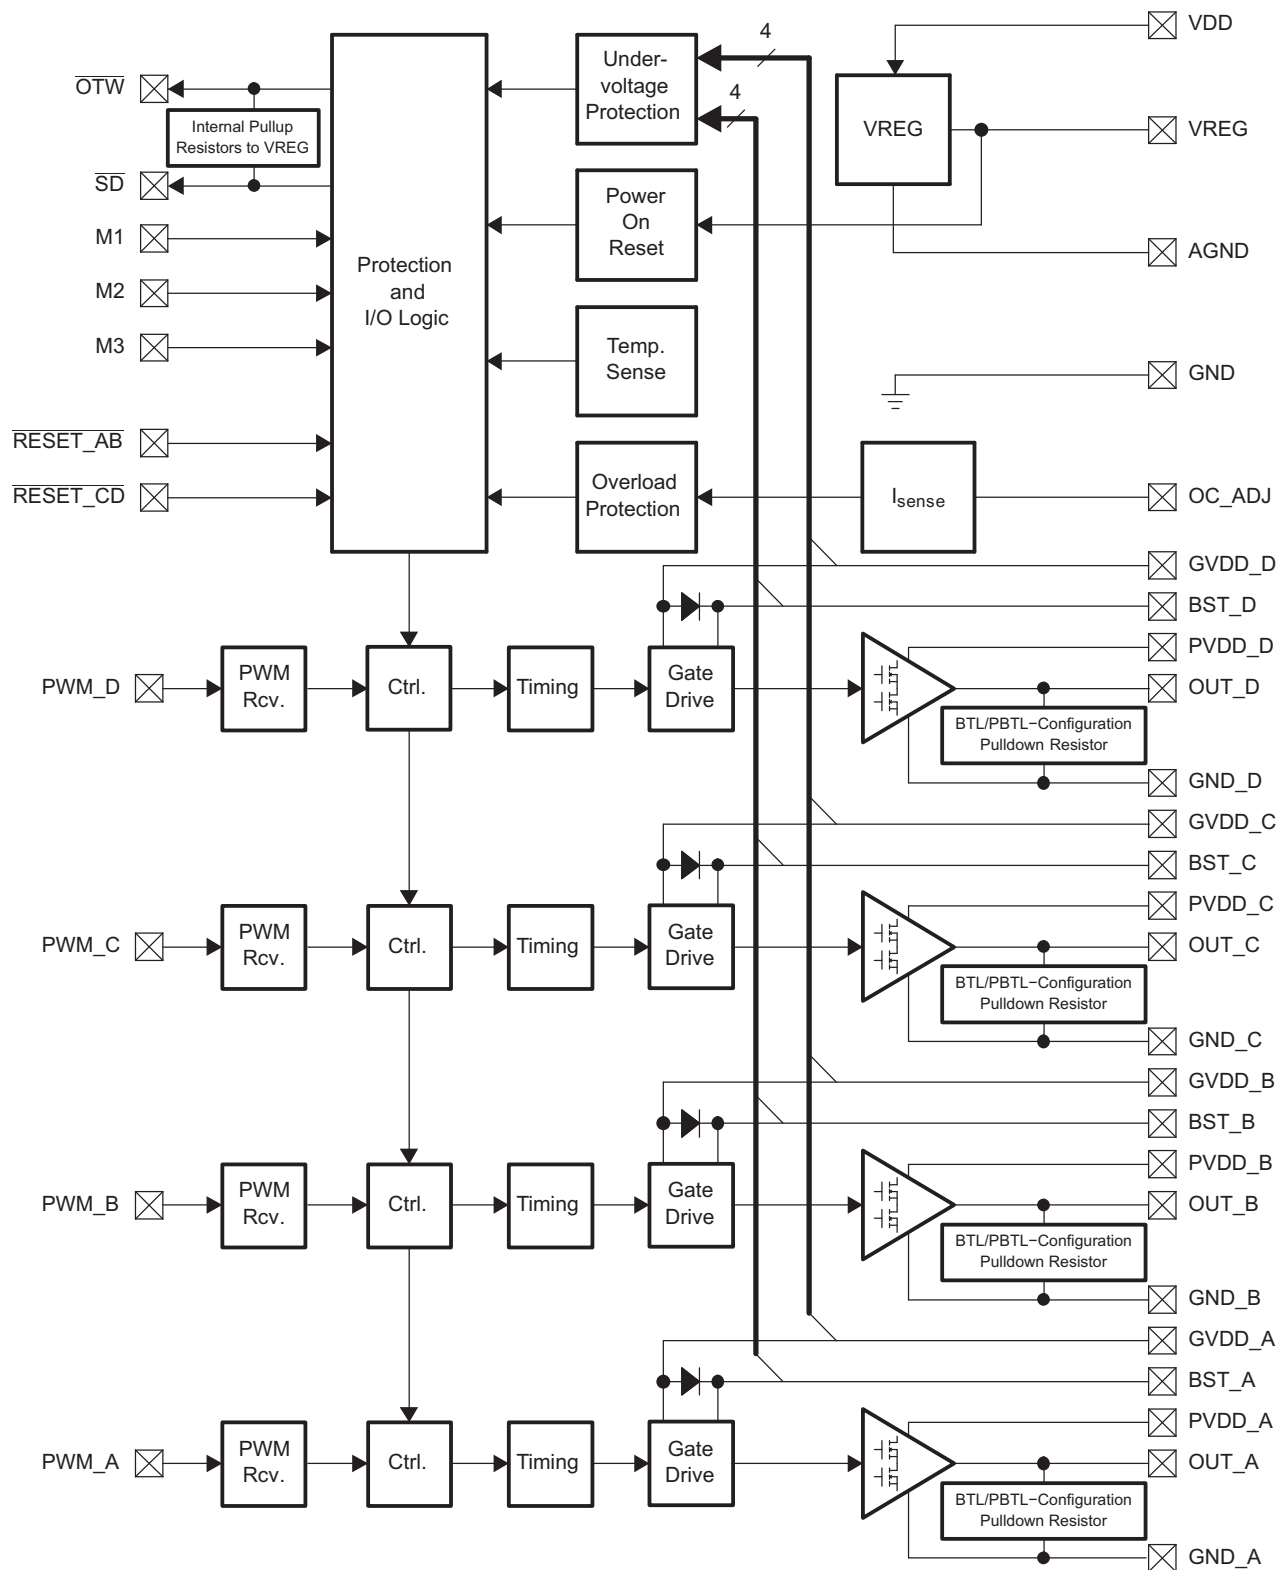 4
VDD
Under-
voltage
Protection
OTW
4
Internal Pullup
Resistors to VREG
VREG
VREG
SD
Power
On
Reset
M1
AGND
Protection
and
I/O Logic
M2
M3
Temp.
Sense
GND
RESET_AB
RESET_CD
Overload
Protection
Isense
OC_ADJ
GVDD_D
BST_D
PVDD_D
PWM_D
PWM
Rcv.
Ctrl.
Timing
Gate
Drive
OUT_D
BTL/PBTL−Configuration
Pulldown Resistor
GND_D
GVDD_C
BST_C
PVDD_C
PWM_C
PWM
Rcv.
Ctrl.
Timing
Gate
Drive
OUT_C
BTL/PBTL−Configuration
Pulldown Resistor
GND_C
GVDD_B
BST_B
PVDD_B
PWM_B
PWM
Rcv.
Ctrl.
Timing
Gate
Drive
OUT_B
BTL/PBTL−Configuration
Pulldown Resistor
GND_B
GVDD_A
BST_A
PVDD_A
PWM_A
PWM
Rcv.
Ctrl.
Timing
Gate
Drive
OUT_A
BTL/PBTL−Configuration
Pulldown Resistor
GND_A